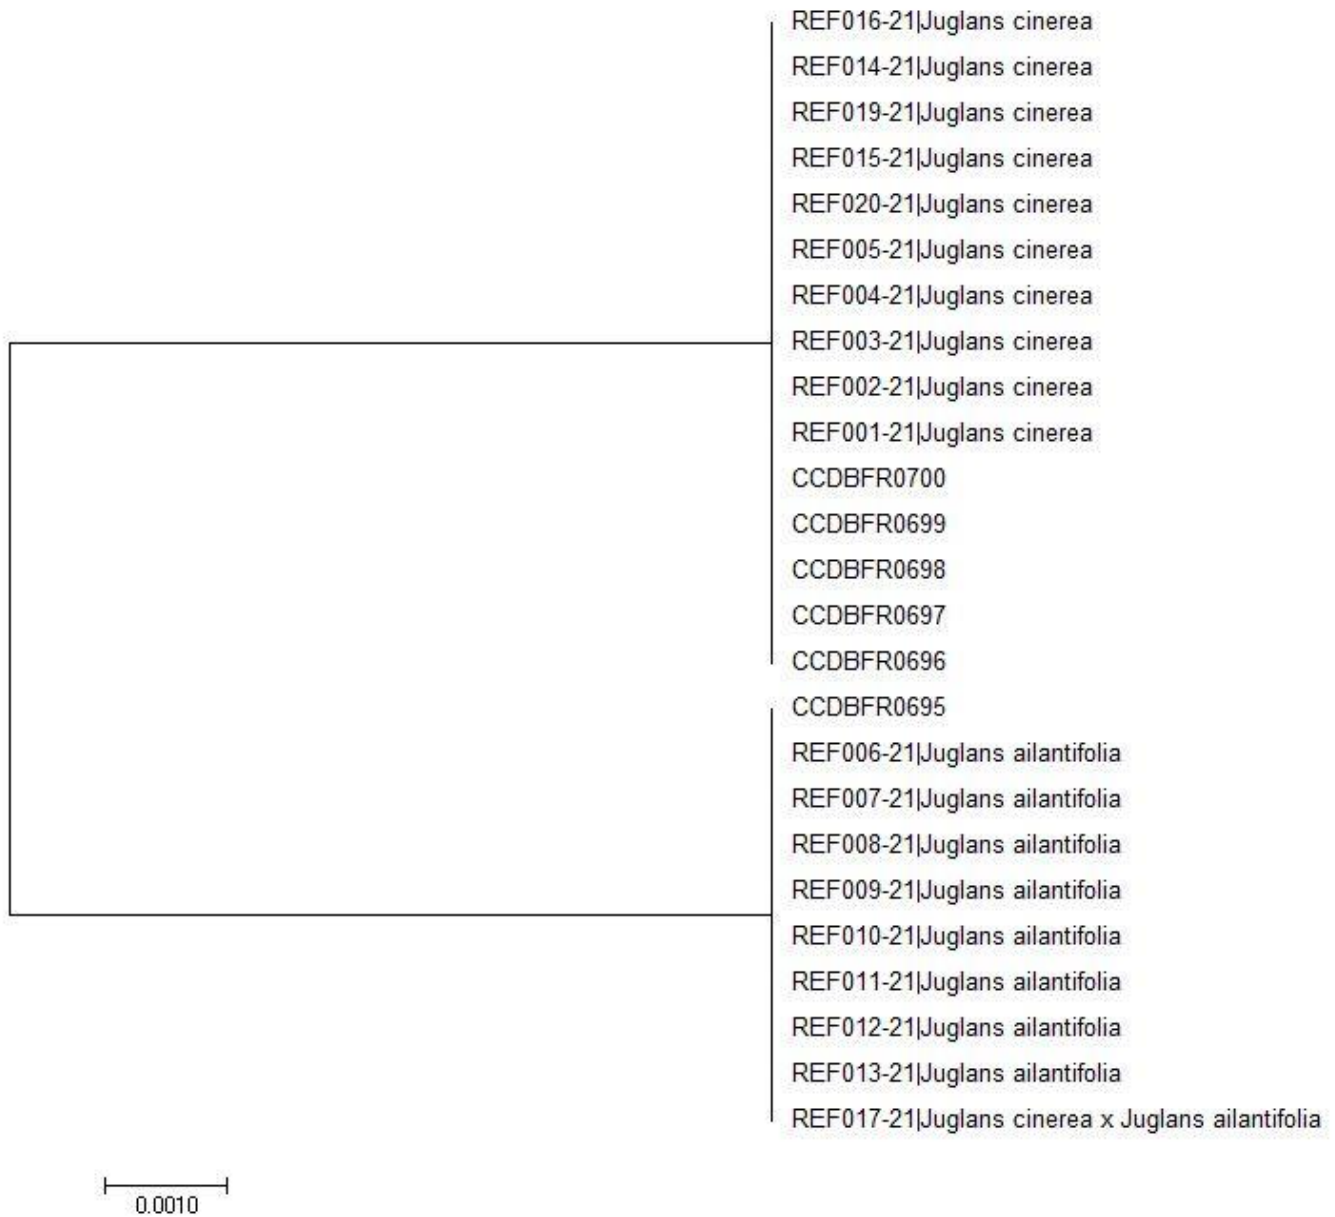 REF016-21|Juglans cinerea
REF014-21|Juglans cinerea
REF019-21|Juglans cinerea
REF015-21|Juglans cinerea
REF020-21|Juglans cinerea
REF005-21|Juglans cinerea
REF004-21|Juglans cinerea
REF003-21|Juglans cinerea
REF002-21|Juglans cinerea
REF001-21|Juglans cinerea
CCDBFR0700
CCDBFR0699
CCDBFR0698
CCDBFR0697
CCDBFR0696
CCDBFR0695
REF006-21|Juglans ailantifolia
REF007-21|Juglans ailantifolia
REF008-21|Juglans ailantifolia
REF009-21|Juglans ailantifolia
REF010-21|Juglans ailantifolia
REF011-21|Juglans ailantifolia
REF012-21|Juglans ailantifolia
REF013-21|Juglans ailantifolia
REF017-21|Juglans cinerea x Juglans ailantifolia
0.0010